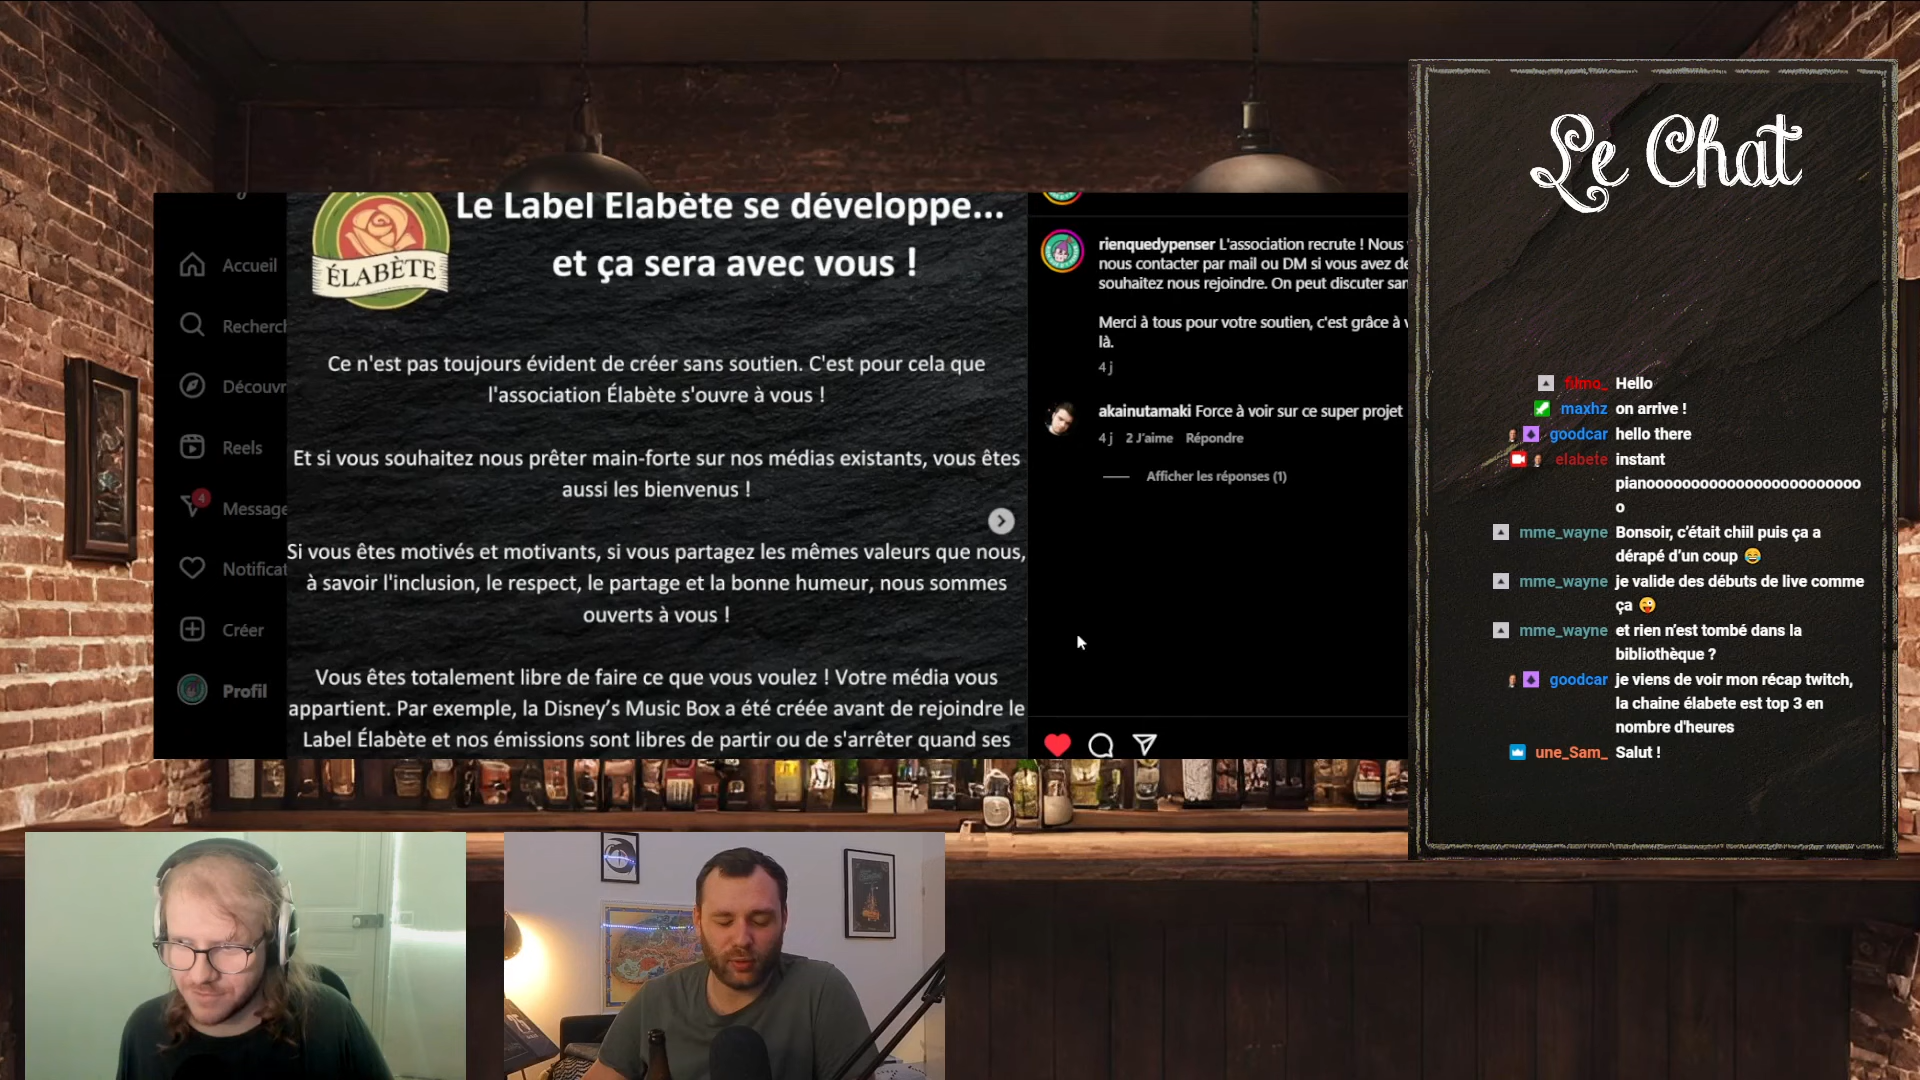 Accueil
Recherch
Découvr
Reels
4
Message
Notificat
Créer
Profil
ÉLABÈTE
Le Label Elabète se développe...
et ça sera avec vous !
Ce n'est pas toujours évident de créer sans soutien. C'est pour cela que
l'association Élabète s'ouvre à vous !
Et si vous souhaitez nous prêter main-forte sur nos médias existants, vous êtes
aussi les bienvenus !
Si vous êtes motivés et motivants, si vous partagez les mêmes valeurs que nous,
à savoir l'inclusion, le respect, le partage et la bonne humeur, nous sommes
ouverts à vous !
Vous êtes totalement libre de faire ce que vous voulez ! Votre média vous
appartient. Par exemple, la Disney’s Music Box a été créée avant de rejoindre le
Label Élabète et nos émissions sont libres de partir ou de s'arrêter quand ses
rienquedypenser L'association recrute ! Nous
nous contacter par mail ou DM si vous avez de
souhaitez nous rejoindre. On peut discuter san
Merci à tous pour votre soutien, c'est grâce à v
là.
4 j
akainutamaki Force à voir sur ce super projet
4 j 2 J'aime Répondre
Afficher les réponses (1)
Le Chat
filmo_ Hello
maxhz on arrive !
goodcar hello there
elabete instant
pianoooooooooooooooooooooooo
o
mme_wayne Bonsoir, c’était chiil puis ça a
dérapé d’un coup 😂
mme_wayne je valide des débuts de live comme
ça 😜
mme_wayne et rien n’est tombé dans la
bibliothèque ?
goodcar je viens de voir mon récap twitch,
la chaine élabete est top 3 en
nombre d'heures
une_Sam_ Salut !